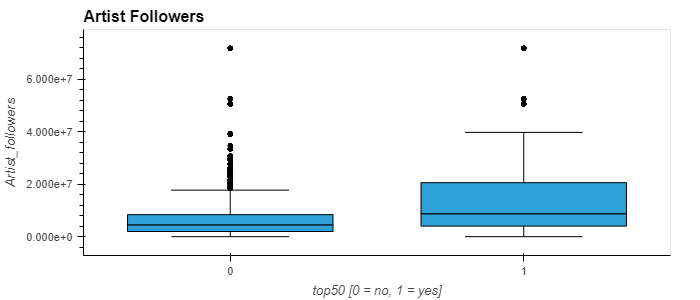 Artist Followers
Artist_followers
6.000e+7
4.000e+7
2.000e+7
0.000e+0
0
1
top50 [0 = no, 1 = yes]